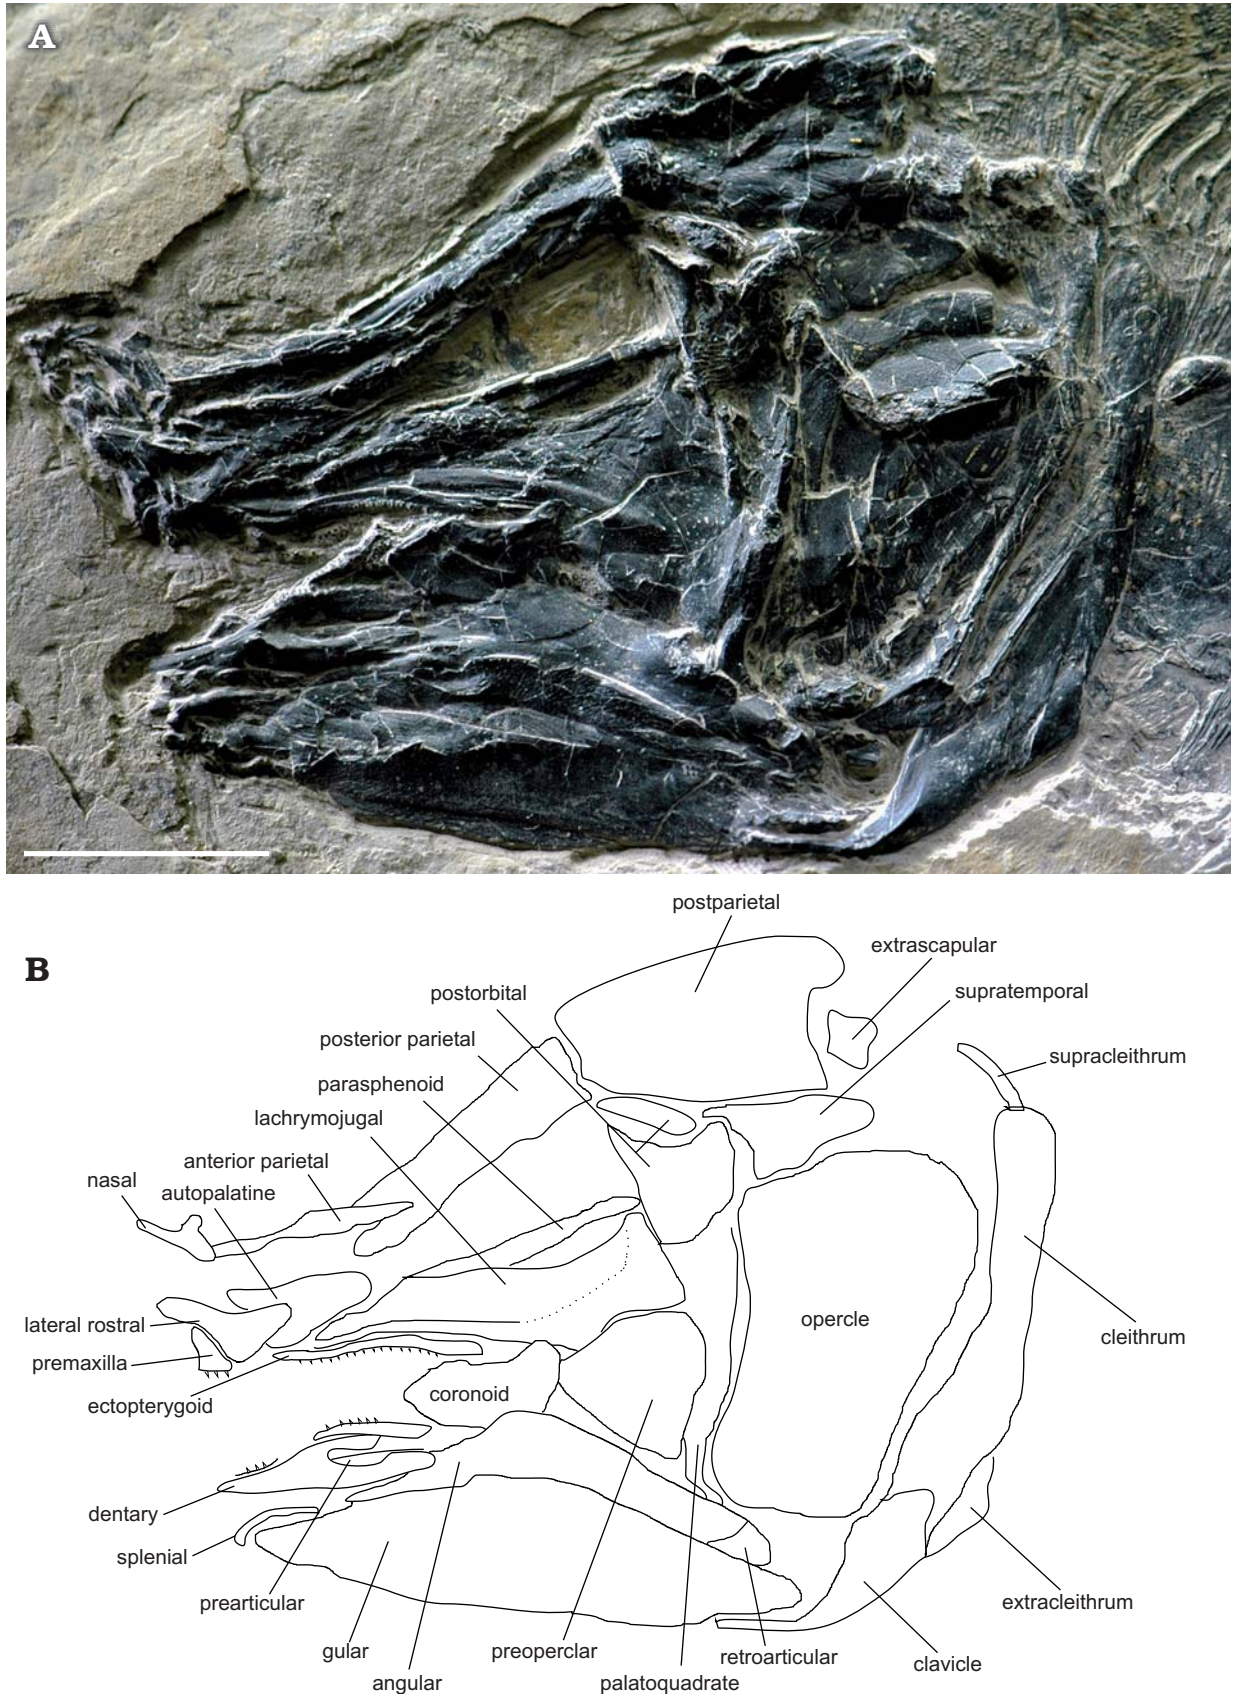 A
B
postparietal
extrascapular
postorbital
supratemporal
posterior parietal
supracleithrum
parasphenoid
lachrymojugal
anterior parietal
nasal
autopalatine
opercle
lateral rostral
cleithrum
premaxilla
coronoid
ectopterygoid
dentary
splenial
prearticular
extracleithrum
gular
preoperclar
retroarticular
clavicle
angular
palatoquadrate